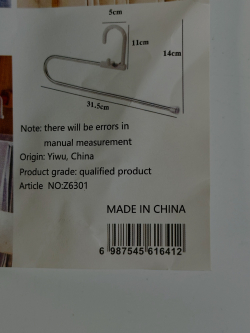 5cm
11cm
14cm
31.5cm
Note: there will be errors in
manual measurement
Origin: Yiwu, China
Product grade: qualified product
Article NO:Z6301
MADE IN CHINA
6 987545 616412